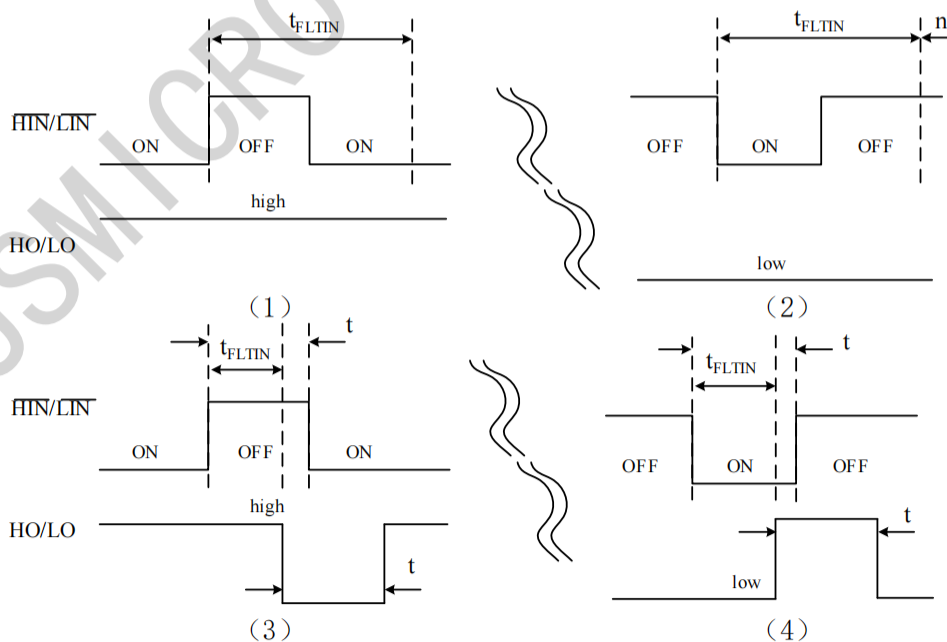 tFLTIN
tFLTIN n
HIN/LIN
ON OFF ON
OFF ON OFF
high
HO/LO
low
(1)
(2)
t
tFLTIN
t
tFLTIN
HIN/LIN
ON OFF ON
OFF ON OFF
high
HO/LO
t
t
low
(3)
(4)